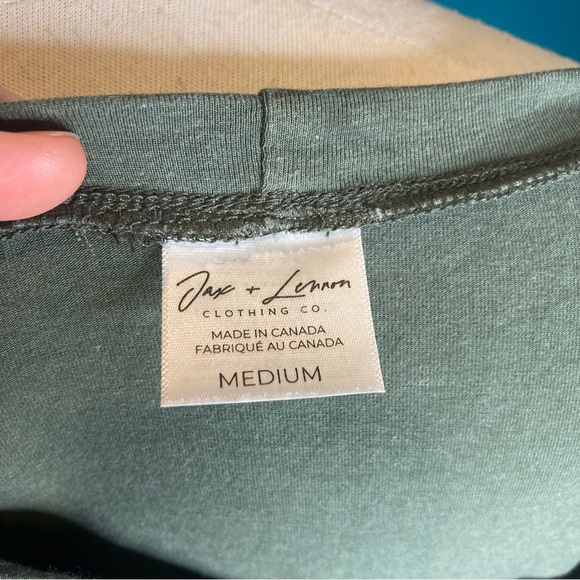 Jax + Lennon
CLOTHING CO.
MADE IN CANADA
FABRIQUÉ AU CANADA
MEDIUM